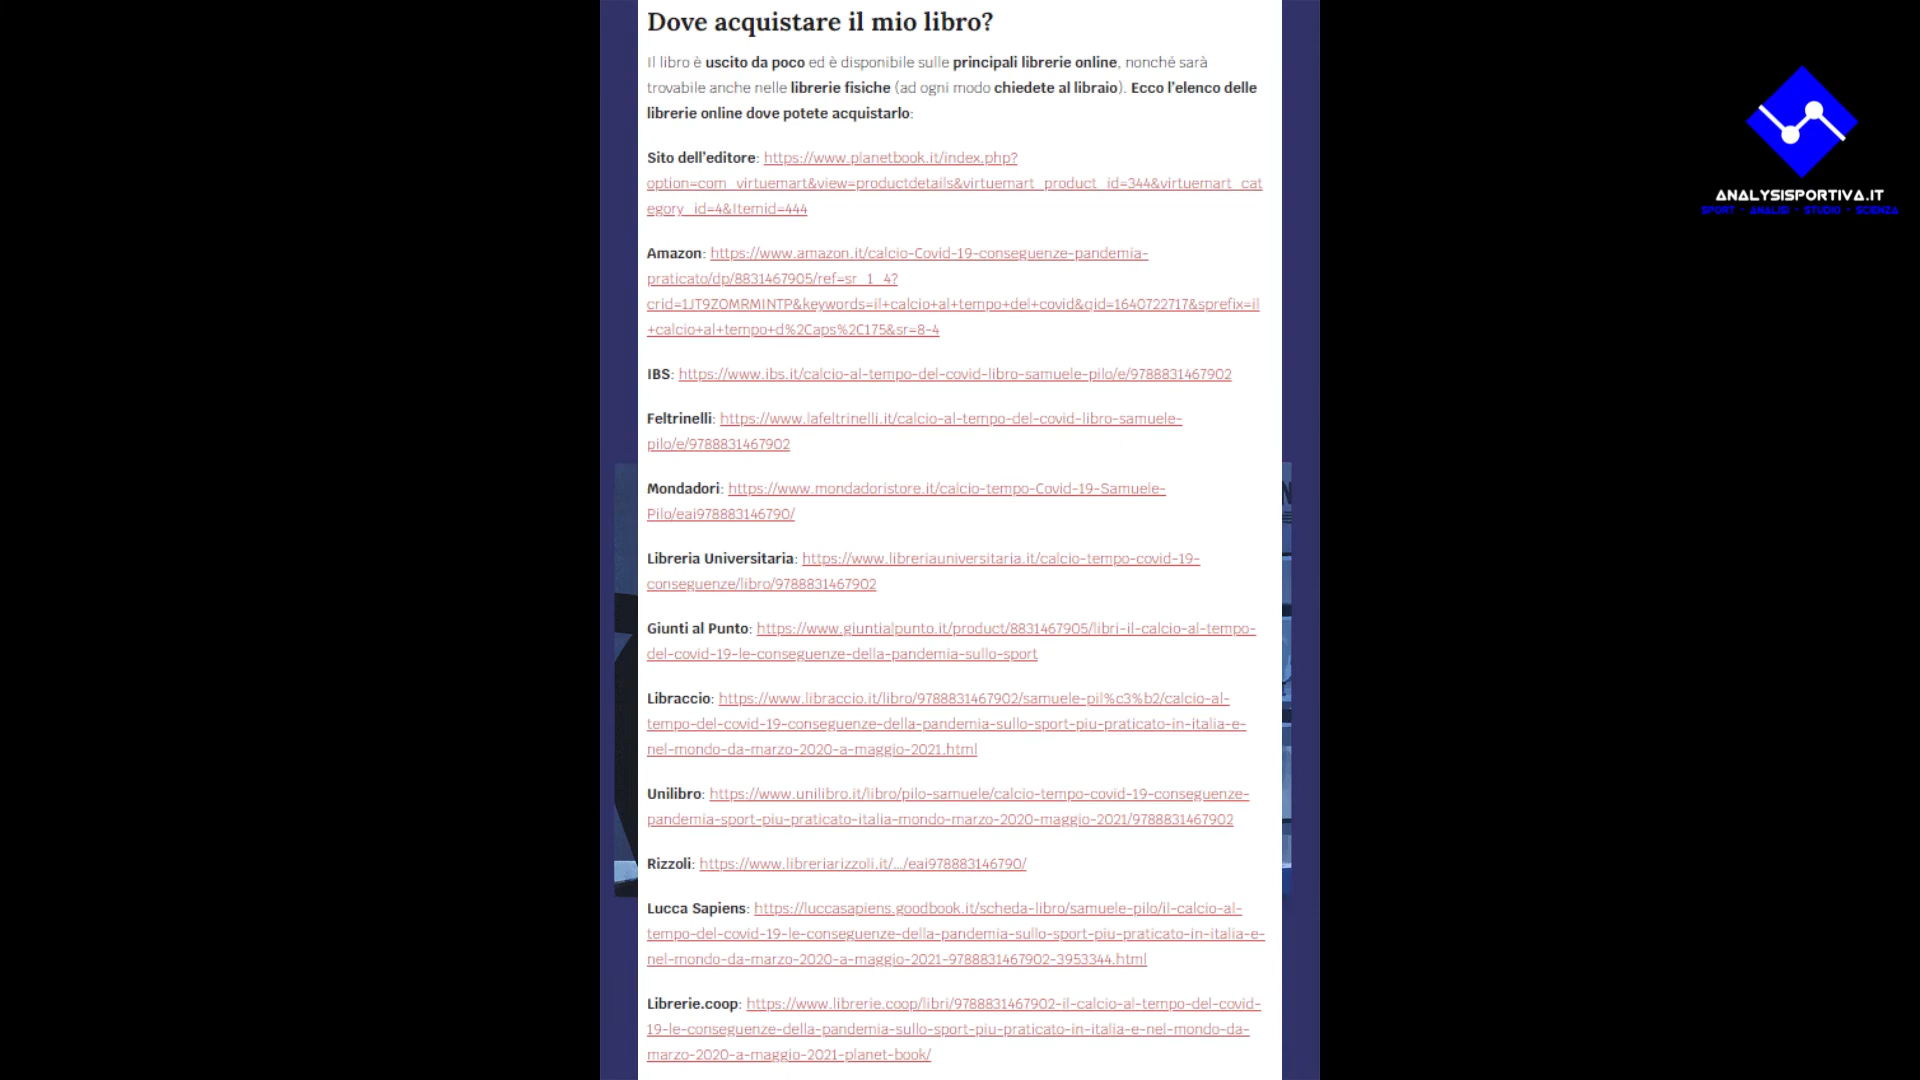 Dove acquistare il mio libro?
Il libro è uscito da poco ed è disponibile sulle principali librerie online, nonché sarà
trovabile anche nelle librerie fisiche (ad ogni modo chiedete al libraio). Ecco l'elenco delle
librerie online dove potete acquistarlo:
Sito dell'editore: https://www.planetbook.it/index.php?
option=com_virtuemart&view=productdetails&virtuemart_product_id=344&virtuemart_cat
egory_id=4&Itemid=444
Amazon: https://www.amazon.it/calcio-Covid-19-conseguenze-pandemia-
praticato/dp/8831467905/ref=sr_1_4?
crid=1JT9ZOMRMINTP&keywords=il+calcio+al+tempo+del+covid&qid=1640722717&sprefix=il
+calcio+al+tempo+d%2Caps%2C175&sr=8-4
IBS: https://www.ibs.it/calcio-al-tempo-del-covid-libro-samuele-pilo/e/9788831467902
Feltrinelli: https://www.lafeltrinelli.it/calcio-al-tempo-del-covid-libro-samuele-
pilo/e/9788831467902
Mondadori: https://www.mondadoristore.it/calcio-tempo-Covid-19-Samuele-
Pilo/eai978883146790/
Libreria Universitaria: https://www.libreriauniversitaria.it/calcio-tempo-covid-19-
conseguenze/libro/9788831467902
Giunti al Punto: https://www.giuntialpunto.it/product/8831467905/libri-il-calcio-al-tempo-
del-covid-19-le-conseguenze-della-pandemia-sullo-sport
Libraccio: https://www.libraccio.it/libro/9788831467902/samuele-pil%c3%b2/calcio-al-
tempo-del-covid-19-conseguenze-della-pandemia-sullo-sport-piu-praticato-in-italia-e-
nel-mondo-da-marzo-2020-a-maggio-2021.html
Unilibro: https://www.unilibro.it/libro/pilo-samuele/calcio-tempo-covid-19-conseguenze-
pandemia-sport-piu-praticato-italia-mondo-marzo-2020-maggio-2021/9788831467902
Rizzoli: https://www.libreriarizzoli.it/.../eai978883146790/
Lucca Sapiens: https://luccasapiens.goodbook.it/scheda-libro/samuele-pilo/il-calcio-al-
tempo-del-covid-19-le-conseguenze-della-pandemia-sullo-sport-piu-praticato-in-italia-e-
nel-mondo-da-marzo-2020-a-maggio-2021-9788831467902-3953344.html
Librerie.coop: https://www.librerie.coop/libri/9788831467902-il-calcio-al-tempo-del-covid-
19-le-conseguenze-della-pandemia-sullo-sport-piu-praticato-in-italia-e-nel-mondo-da-
marzo-2020-a-maggio-2021-planet-book/
ANALYSISPORTIVA.IT
SPORT - ANALISI - STUDIO - SCIENZA